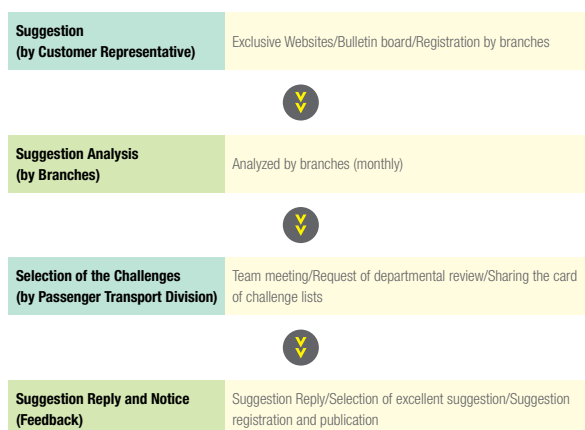 Suggestion
(by Customer Representative)
Exclusive Websites/Bulletin board/Registration by branches
Suggestion Analysis
(by Branches)
Analyzed by branches (monthly)
Selection of the Challenges
(by Passenger Transport Division)
Team meeting/Request of departmental review/Sharing the card
of challenge lists
Suggestion Reply and Notice
(Feedback)
Suggestion Reply/Selection of excellent suggestion/Suggestion
registration and publication